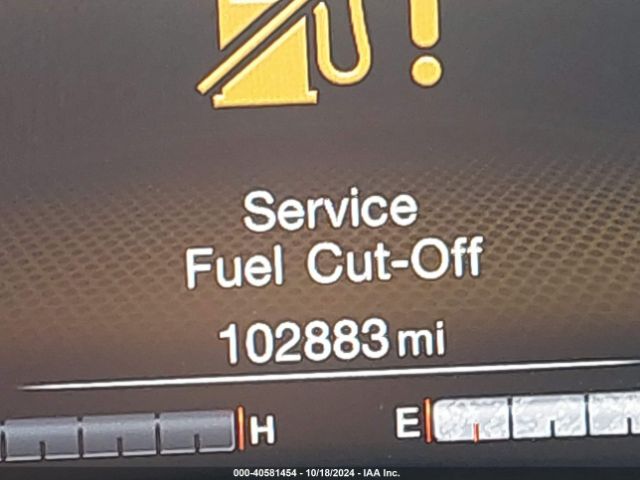 Service
Fuel Cut-Off
102883 mi
H E
000-40581454 - 10/18/2024 - IAA Inc.